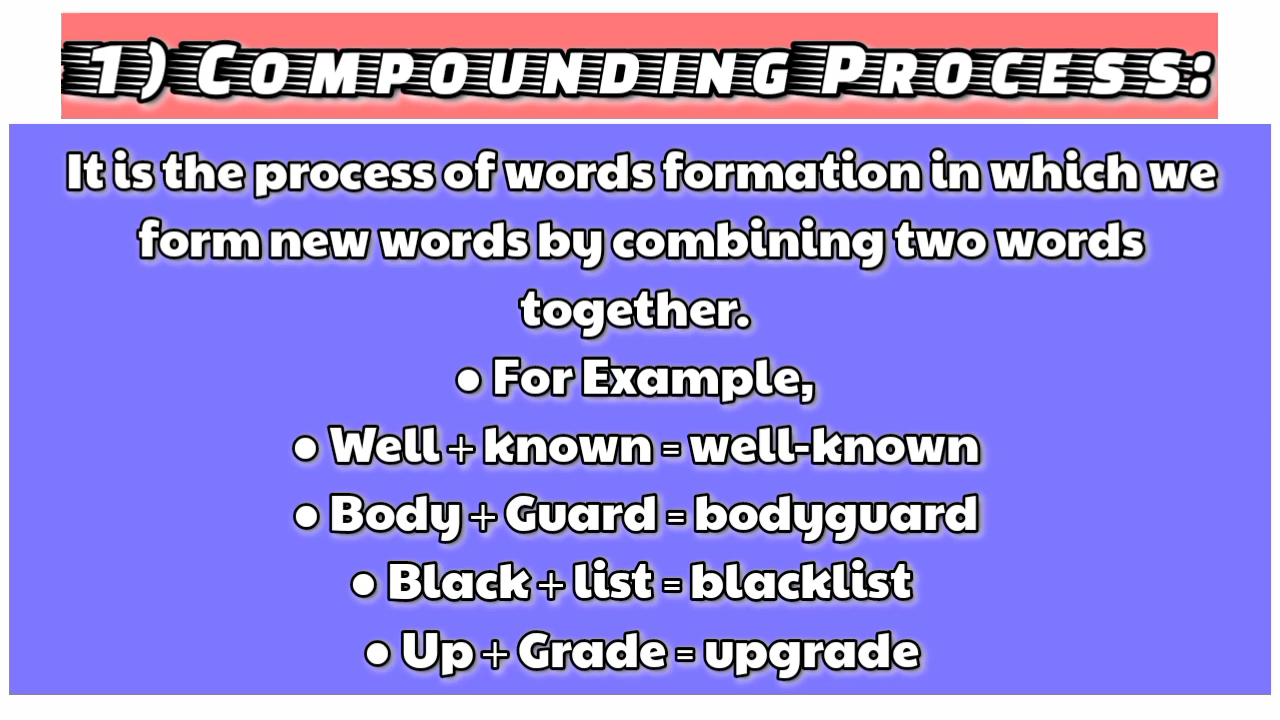 1) Compounding Process:
It is the process of words formation in which we
form new words by combining two words
together.
● For Example,
● Well + known = well-known
● Body + Guard = bodyguard
● Black + list = blacklist
● Up + Grade = upgrade